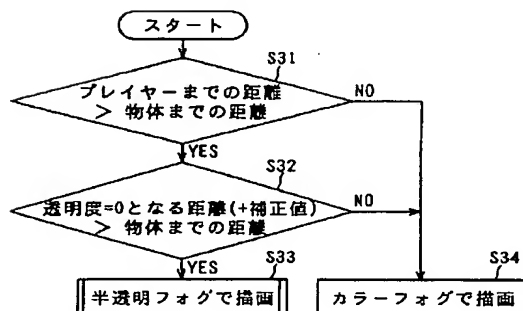 スタート
S31
プレイヤーまでの距離
> 物体までの距離
NO
YES
S32
透明度=0となる距離(+補正値)
> 物体までの距離
NO
YES
S33
半透明フォグで描画
S34
カラーフォグで描画